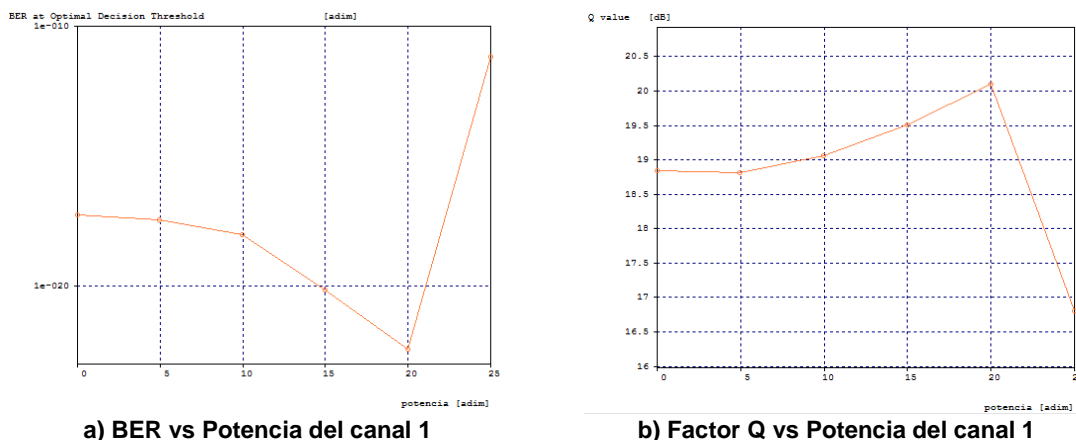 BER at Optimal Decision Threshold [adim]
1e-010
1e-020
0 5 10 15 20 25
potencia [adim]
a) BER vs Potencia del canal 1
Q value [dB]
20.5
20
19.5
19
18.5
18
17.5
17
16.5
16
0 5 10 15 20 2
potencia [adim]
b) Factor Q vs Potencia del canal 1